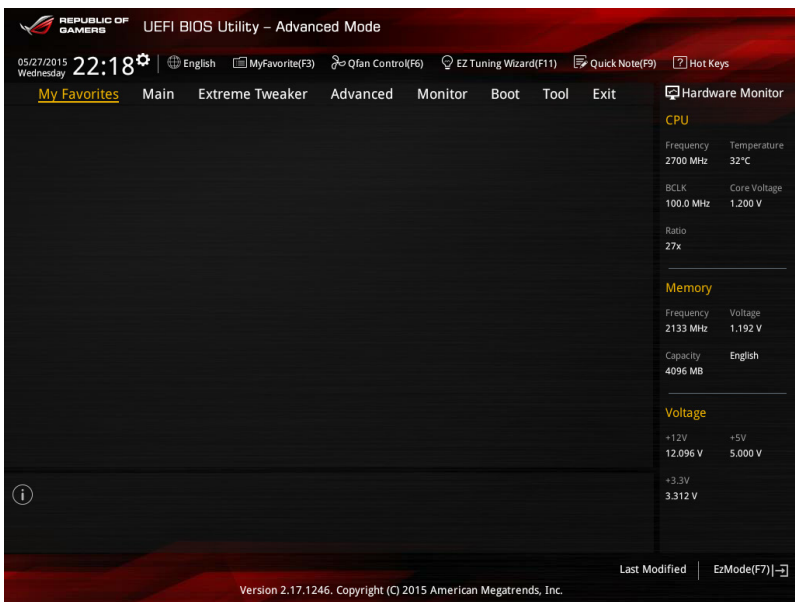 REPUBLIC OF
GAMERS
UEFI BIOS Utility – Advanced Mode
05/27/2015
Wednesday
22:18
English
MyFavorite(F3)
Qfan Control(F6)
EZ Tuning Wizard(F11)
Quick Note(F9)
? Hot Keys
My Favorites
Main
Extreme Tweaker
Advanced
Monitor
Boot
Tool
Exit
Hardware Monitor
CPU
Frequency Temperature
2700 MHz 32°C
BCLK Core Voltage
100.0 MHz 1.200 V
Ratio
27x
Memory
Frequency Voltage
2133 MHz 1.192 V
Capacity English
4096 MB
Voltage
+12V +5V
12.096 V 5.000 V
+3.3V
3.312 V
i
Last Modified
EzMode(F7)
Version 2.17.1246. Copyright (C) 2015 American Megatrends, Inc.